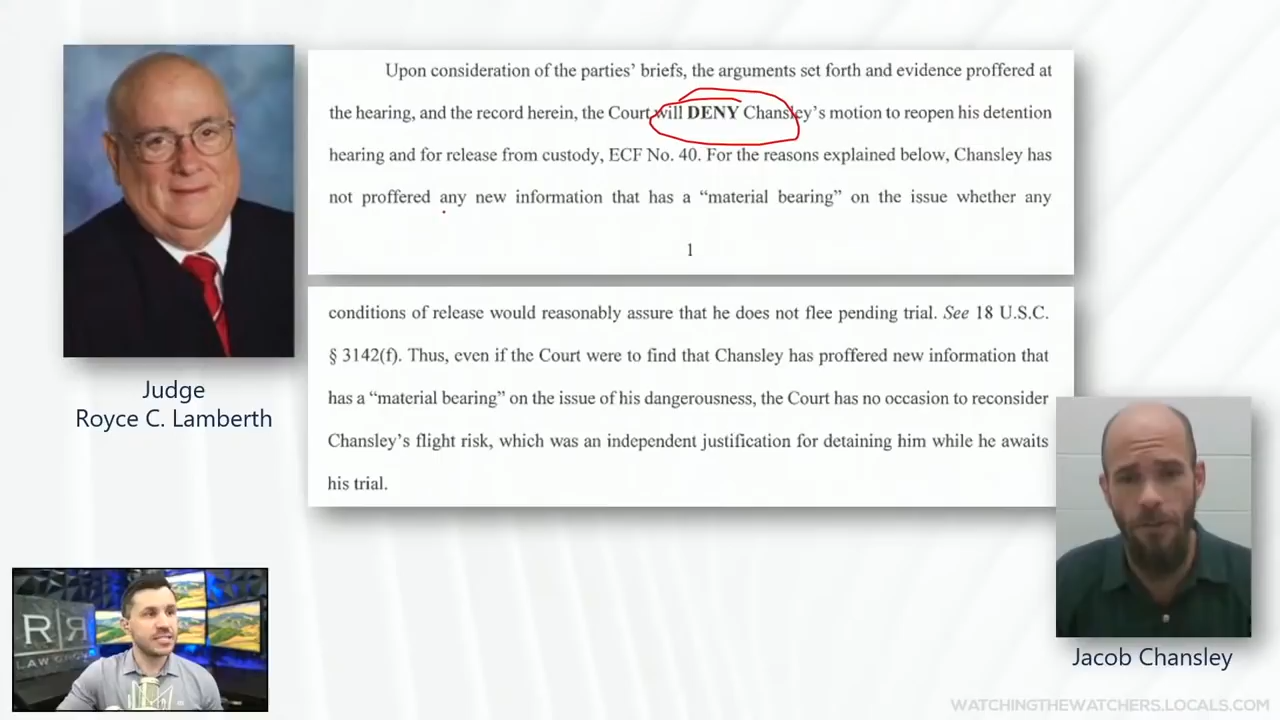 Upon consideration of the parties' briefs, the arguments set forth and evidence proffered at
the hearing, and the record herein, the Court will DENY Chansley's motion to reopen his detention
hearing and for release from custody, ECF No. 40. For the reasons explained below, Chansley has
not proffered any new information that has a “material bearing” on the issue whether any
1
conditions of release would reasonably assure that he does not flee pending trial. See 18 U.S.C.
§ 3142(f). Thus, even if the Court were to find that Chansley has proffered new information that
has a “material bearing” on the issue of his dangerousness, the Court has no occasion to reconsider
Chansley's flight risk, which was an independent justification for detaining him while he awaits
his trial.
Judge
Royce C. Lamberth
Jacob Chansley
R|R
LAW GROUP
WATCHINGTHEWATCHERS.LOCALS.COM